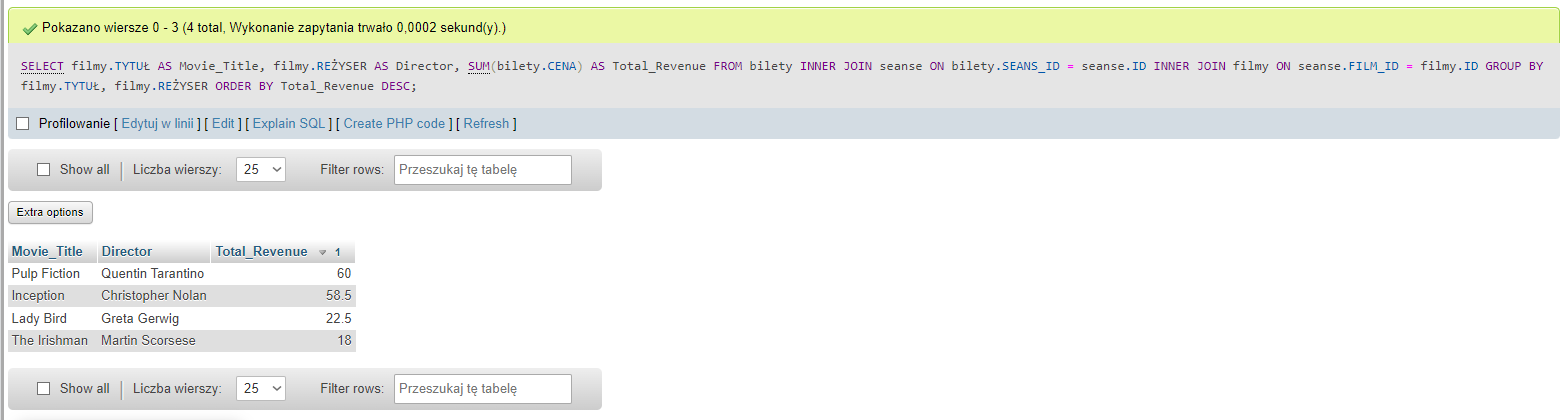 Pokazano wiersze 0 - 3 (4 total, Wykonanie zapytania trwało 0,0002 sekund(y).)
SELECT filmy.TYTUŁ AS Movie_Title, filmy.REŻYSER AS Director, SUM(bilety.CENA) AS Total_Revenue FROM bilety INNER JOIN seanse ON bilety.SEANS_ID = seanse.ID INNER JOIN filmy ON seanse.FILM_ID = filmy.ID GROUP BY
filmy.TYTUŁ, filmy.REŻYSER ORDER BY Total_Revenue DESC;
Profilowanie [ Edytuj w linii ] [ Edit ] [ Explain SQL ] [ Create PHP code ] [ Refresh ]
Show all Liczba wierszy: 25 Filter rows: Przeszukaj tę tabelę
Extra options
Movie_Title Director Total_Revenue 1
Pulp Fiction Quentin Tarantino 60
Inception Christopher Nolan 58.5
Lady Bird Greta Gerwig 22.5
The Irishman Martin Scorsese 18
Show all Liczba wierszy: 25 Filter rows: Przeszukaj tę tabelę